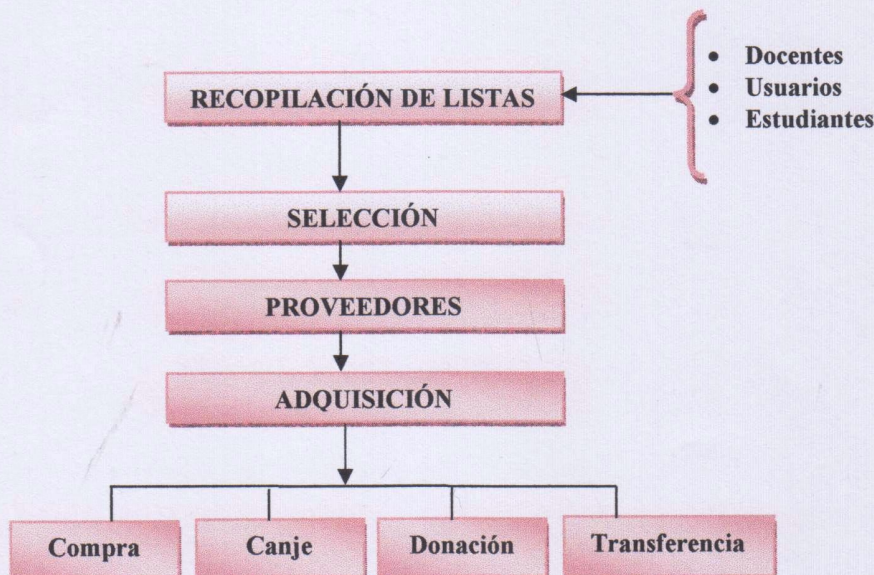 RECOPILACIÓN DE LISTAS
• Docentes
• Usuarios
• Estudiantes
SELECCIÓN
PROVEEDORES
ADQUISICIÓN
Compra
Canje
Donación
Transferencia